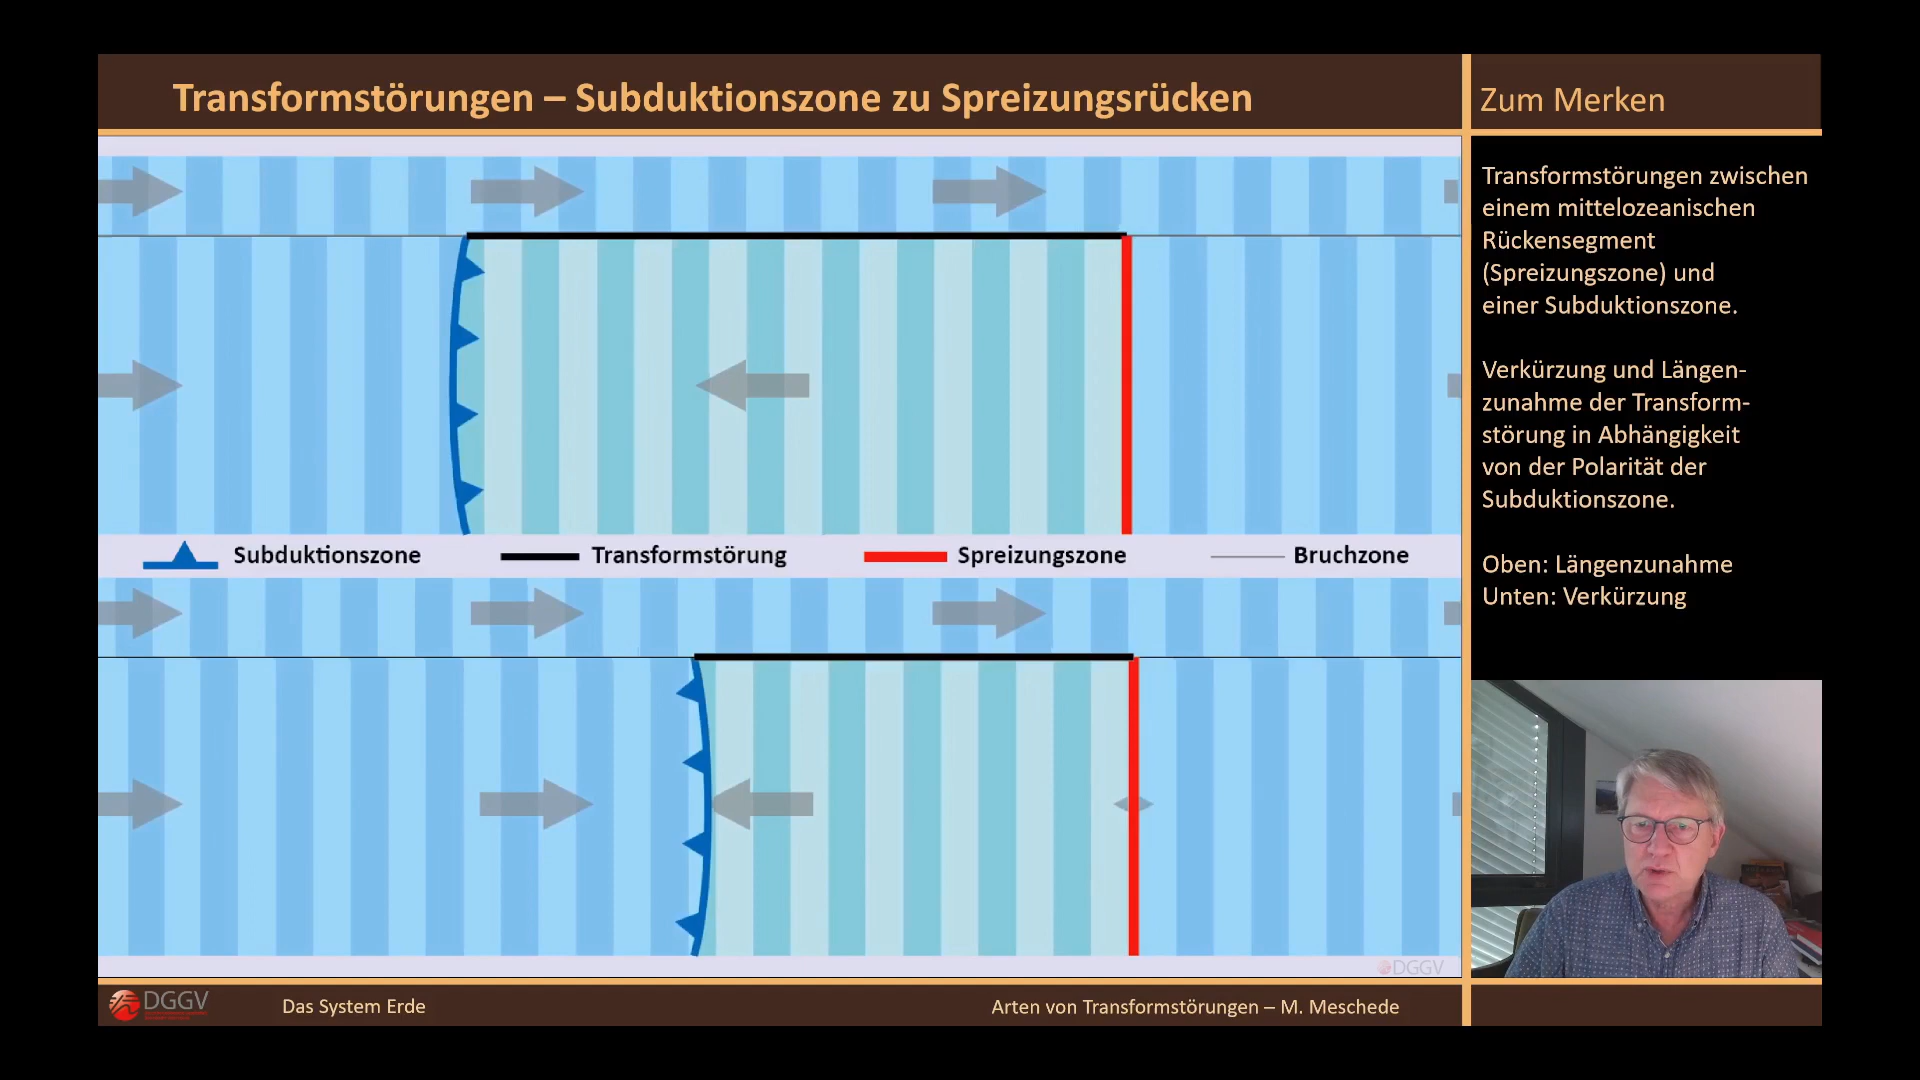 Transformstörungen – Subduktionszone zu Spreizungsrücken
Zum Merken
Transformstörungen zwischen
einem mittelozeanischen
Rückensegment
(Spreizungszone) und
einer Subduktionszone.
Verkürzung und Längen-
zunahme der Transform-
störung in Abhängigkeit
von der Polarität der
Subduktionszone.
Oben: Längenzunahme
Unten: Verkürzung
Subduktionszone
Transformstörung
Spreizungszone
Bruchzone
DGGV
DGGV
Das System Erde
Arten von Transformstörungen – M. Meschede